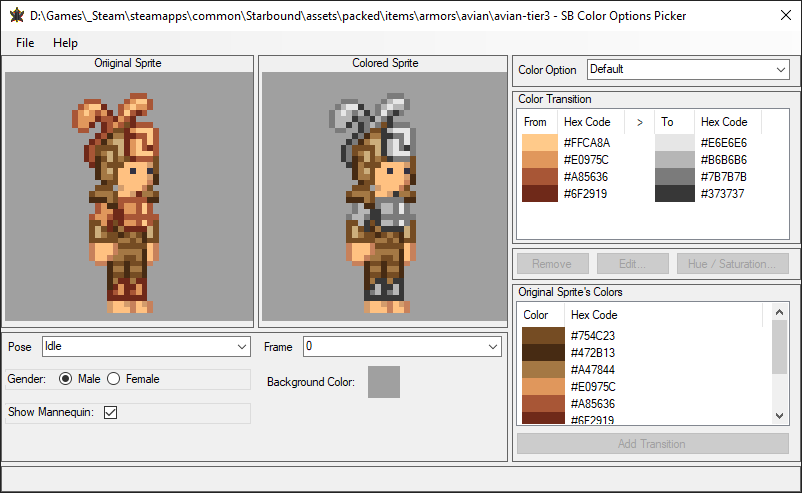 D:\Games\_Steam\steamapps\common\Starbound\assets\packed\items\armors\avian\avian-tier3 - SB Color Options Picker
File Help
Original Sprite
Colored Sprite
Color Option Default
Color Transition
From Hex Code > To Hex Code
#FFCA8A #E6E6E6
#E0975C #B6B6B6
#A85636 #7B7B7B
#6F2919 #373737
Remove Edit... Hue / Saturation...
Original Sprite's Colors
Color Hex Code
#754C23
#472B13
#A47844
#E0975C
#A85636
#6F2919
Add Transition
Pose Idle
Frame 0
Gender: Male Female
Background Color:
Show Mannequin: